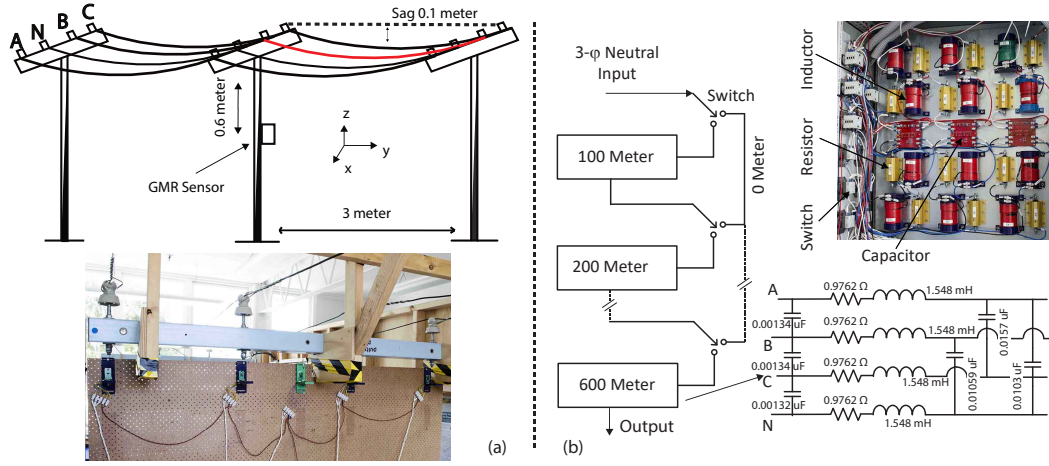 A N B C
Sag 0.1 meter
0.6 meter
z
y
x
GMR Sensor
3 meter
(a)
3-φ Neutral
Input
Switch
100 Meter
0 Meter
200 Meter
600 Meter
Output
(b)
Inductor
Resistor
Switch
Capacitor
A
0.9762 Ω
1.548 mH
0.00134 uF
0.9762 Ω
1.548 mH
0.0157 uF
B
0.00134 uF
0.9762 Ω
1.548 mH
0.01059 uF
0.0103 uF
C
0.00132 uF
0.9762 Ω
1.548 mH
N